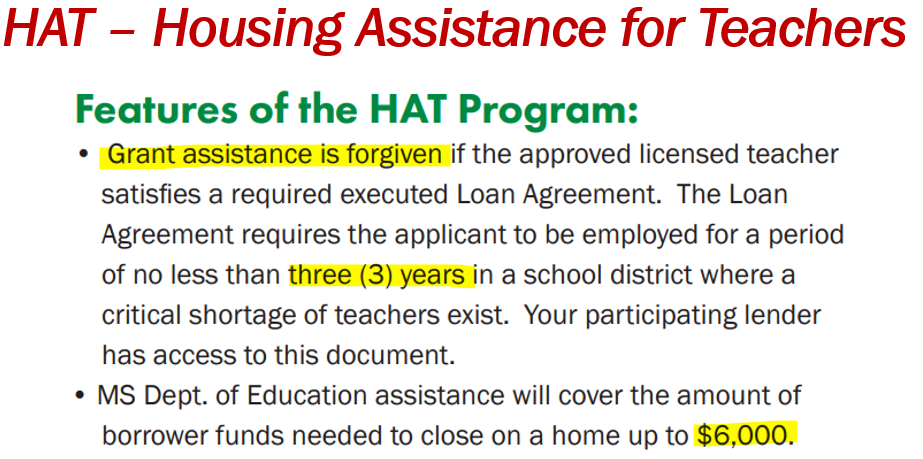 HAT – Housing Assistance for Teachers
Features of the HAT Program:
• Grant assistance is forgiven if the approved licensed teacher
satisfies a required executed Loan Agreement.  The Loan
Agreement requires the applicant to be employed for a period
of no less than three (3) years in a school district where a
critical shortage of teachers exist.  Your participating lender
has access to this document.
• MS Dept. of Education assistance will cover the amount of
borrower funds needed to close on a home up to $6,000.